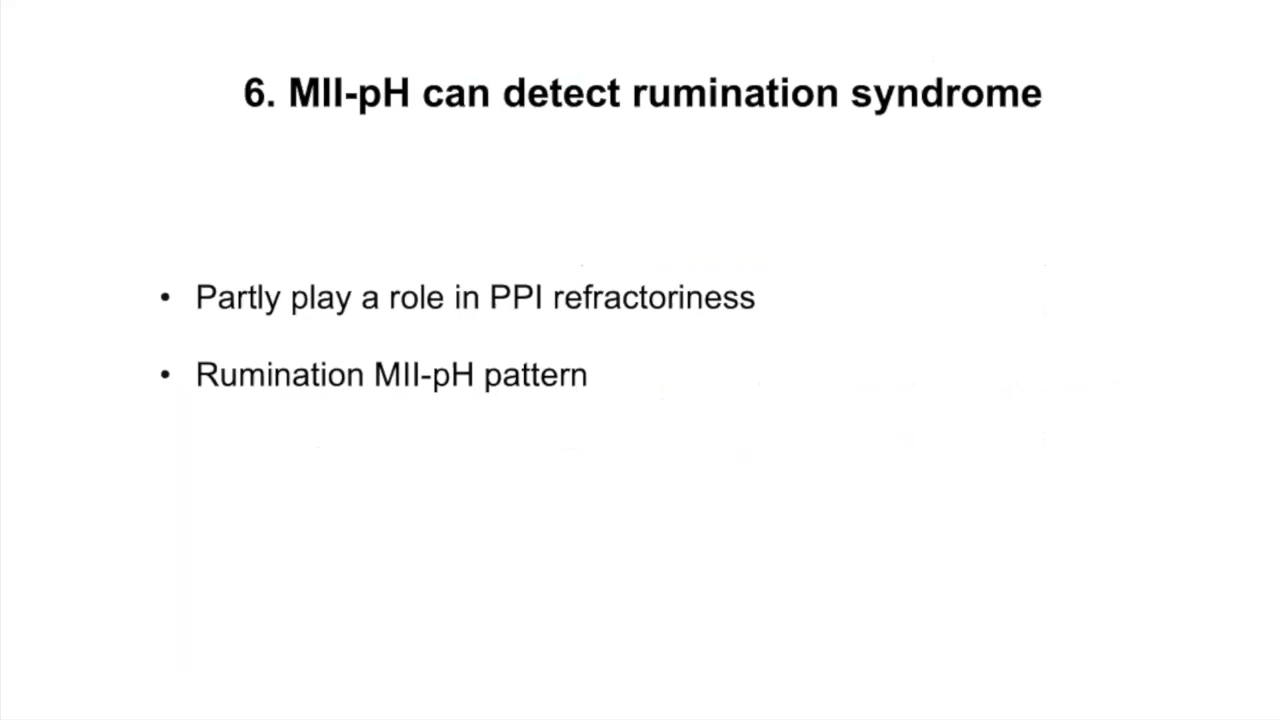 6. MII-pH can detect rumination syndrome
• Partly play a role in PPI refractoriness
• Rumination MII-pH pattern